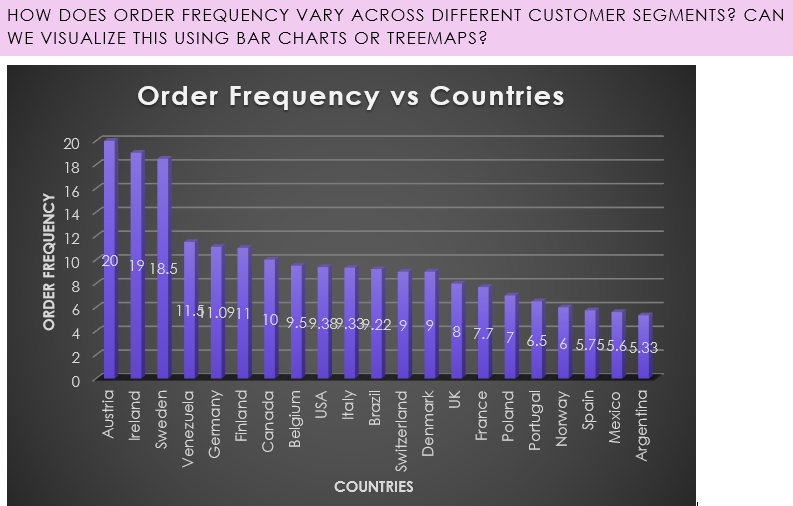 HOW DOES ORDER FREQUENCY VARY ACROSS DIFFERENT CUSTOMER SEGMENTS? CAN
WE VISUALIZE THIS USING BAR CHARTS OR TREEMAPS?
Order Frequency vs Countries
ORDER FREQUENCY
20
18
16
14
12
10
8
6
4
2
0
20 19 18.5 11.5 11.09 11 10 9.5 9.38 9.33 9.22 9 9 8 7.7 7 6.5 6 5.75 5.6 5.33
Austria Ireland Sweden Venezuela Germany Finland Canada Belgium USA Italy Brazil Switzerland Denmark UK France Poland Portugal Norway Spain Mexico Argentina
COUNTRIES